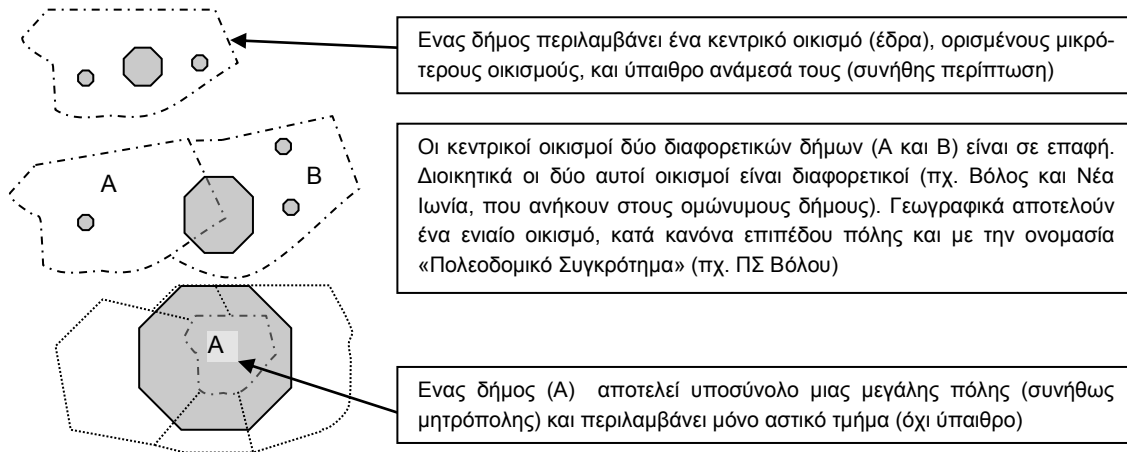 Ενας δήμος περιλαμβάνει ένα κεντρικό οικισμό (έδρα), ορισμένους μικρό-
τερους οικισμούς, και ύπαιθρο ανάμεσά τους (συνήθης περίπτωση)
A
B
Οι κεντρικοί οικισμοί δύο διαφορετικών δήμων (Α και Β) είναι σε επαφή.
Διοικητικά οι δύο αυτοί οικισμοί είναι διαφορετικοί (πχ. Βόλος και Νέα
Ιωνία, που ανήκουν στους ομώνυμους δήμους). Γεωγραφικά αποτελούν
ένα ενιαίο οικισμό, κατά κανόνα επιπέδου πόλης και με την ονομασία
«Πολεοδομικό Συγκρότημα» (πχ. ΠΣ Βόλου)
A
Ενας δήμος (Α) αποτελεί υποσύνολο μιας μεγάλης πόλης (συνήθως
μητρόπολης) και περιλαμβάνει μόνο αστικό τμήμα (όχι ύπαιθρο)